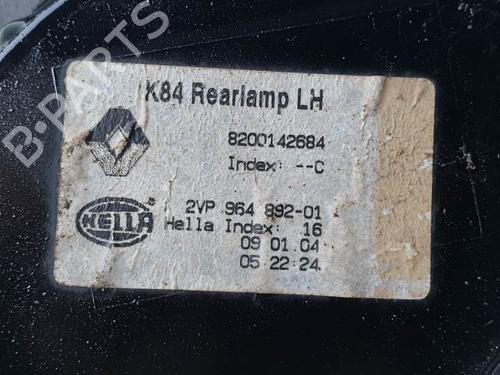 K84 Rearlamp LH
8200142684
Index: --C
2VP 964 892-01
HELLA
Hella Index: 16
09 01.04
05 22 24
B-PARTS